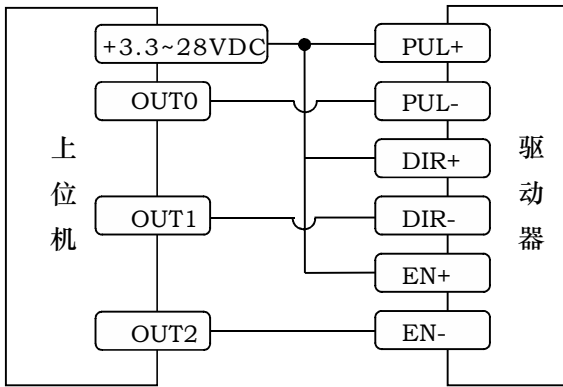 +3.3~28VDC
PUL+
OUT0
PUL-
上位机
DIR+
驱动器
OUT1
DIR-
EN+
OUT2
EN-